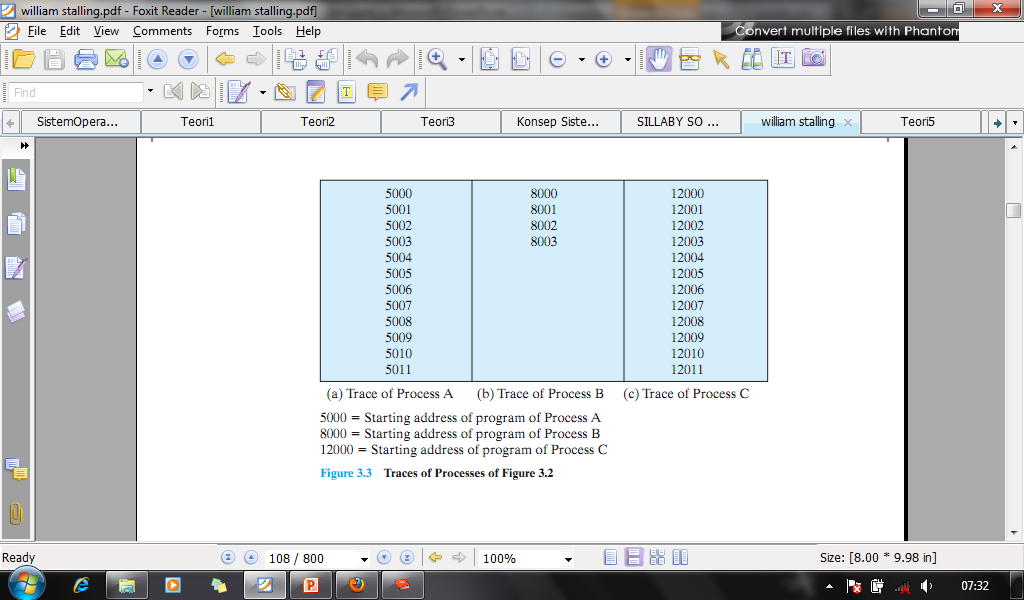 william stalling.pdf - Foxit Reader - [william stalling.pdf]
File Edit View Comments Forms Tools Help
Convert multiple files with Phantom
Find
SistemOpera... Teori1 Teori2 Teori3 Konsep Siste... SILLABY SO ... william stalling Teori5
5000 8000 12000
5001 8001 12001
5002 8002 12002
5003 8003 12003
5004 12004
5005 12005
5006 12006
5007 12007
5008 12008
5009 12009
5010 12010
5011 12011
(a) Trace of Process A (b) Trace of Process B (c) Trace of Process C
5000 = Starting address of program of Process A
8000 = Starting address of program of Process B
12000 = Starting address of program of Process C
Figure 3.3 Traces of Processes of Figure 3.2
Ready 108 / 800 100% Size: [8.00 * 9.98 in]
07:32